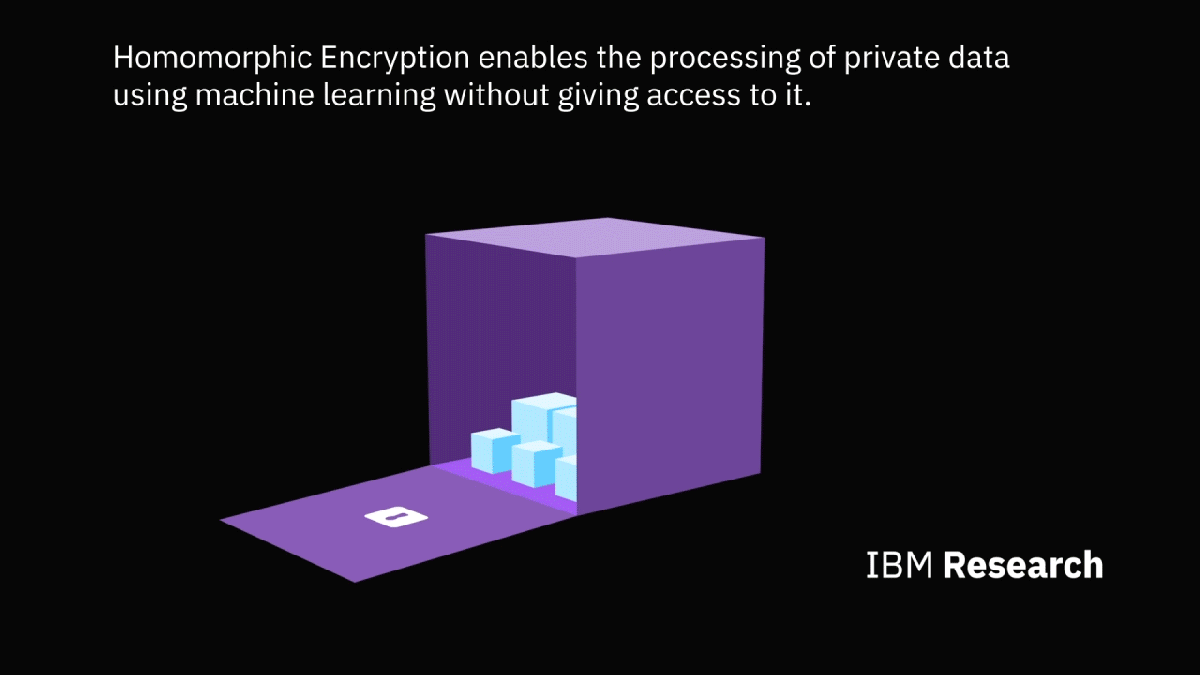 Homomorphic Encryption enables the processing of private data
using machine learning without giving access to it.
IBM Research